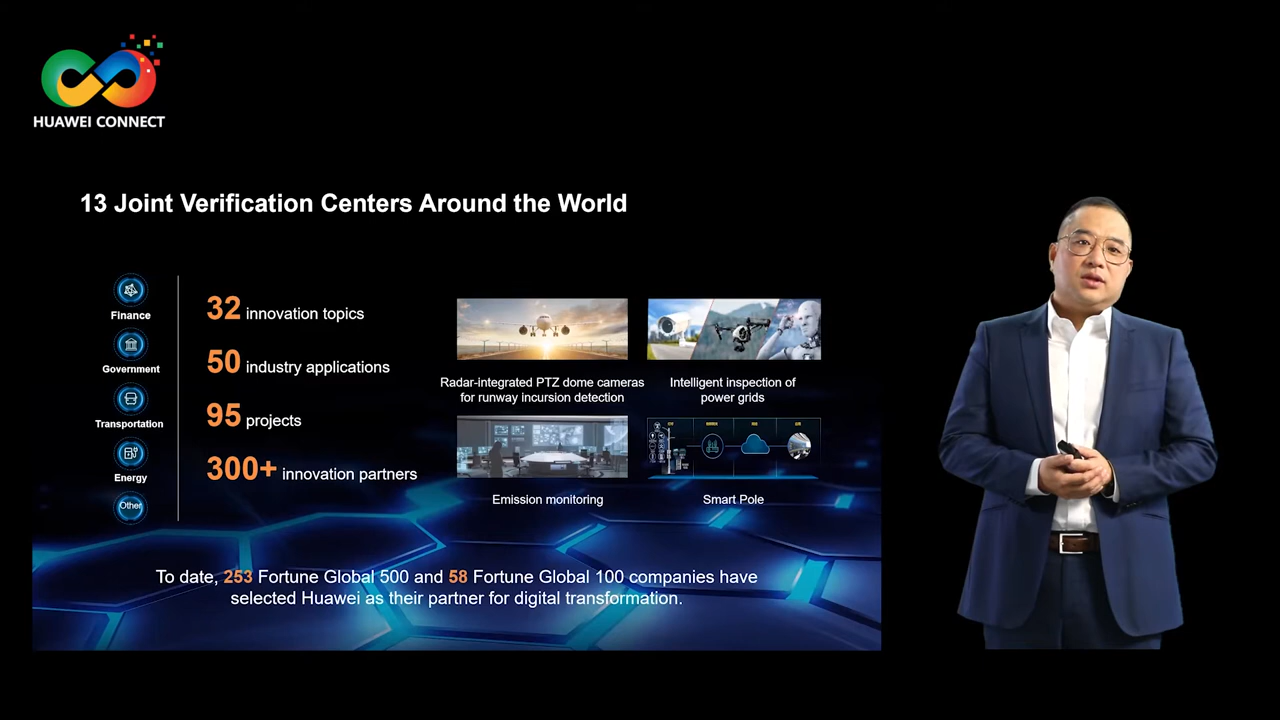 HUAWEI CONNECT
13 Joint Verification Centers Around the World
Finance
Government
Transportation
Energy
Other
32 innovation topics
50 industry applications
95 projects
300+ innovation partners
Radar-integrated PTZ dome cameras
for runway incursion detection
Intelligent inspection of
power grids
Emission monitoring
Smart Pole
To date, 253 Fortune Global 500 and 58 Fortune Global 100 companies have
selected Huawei as their partner for digital transformation.